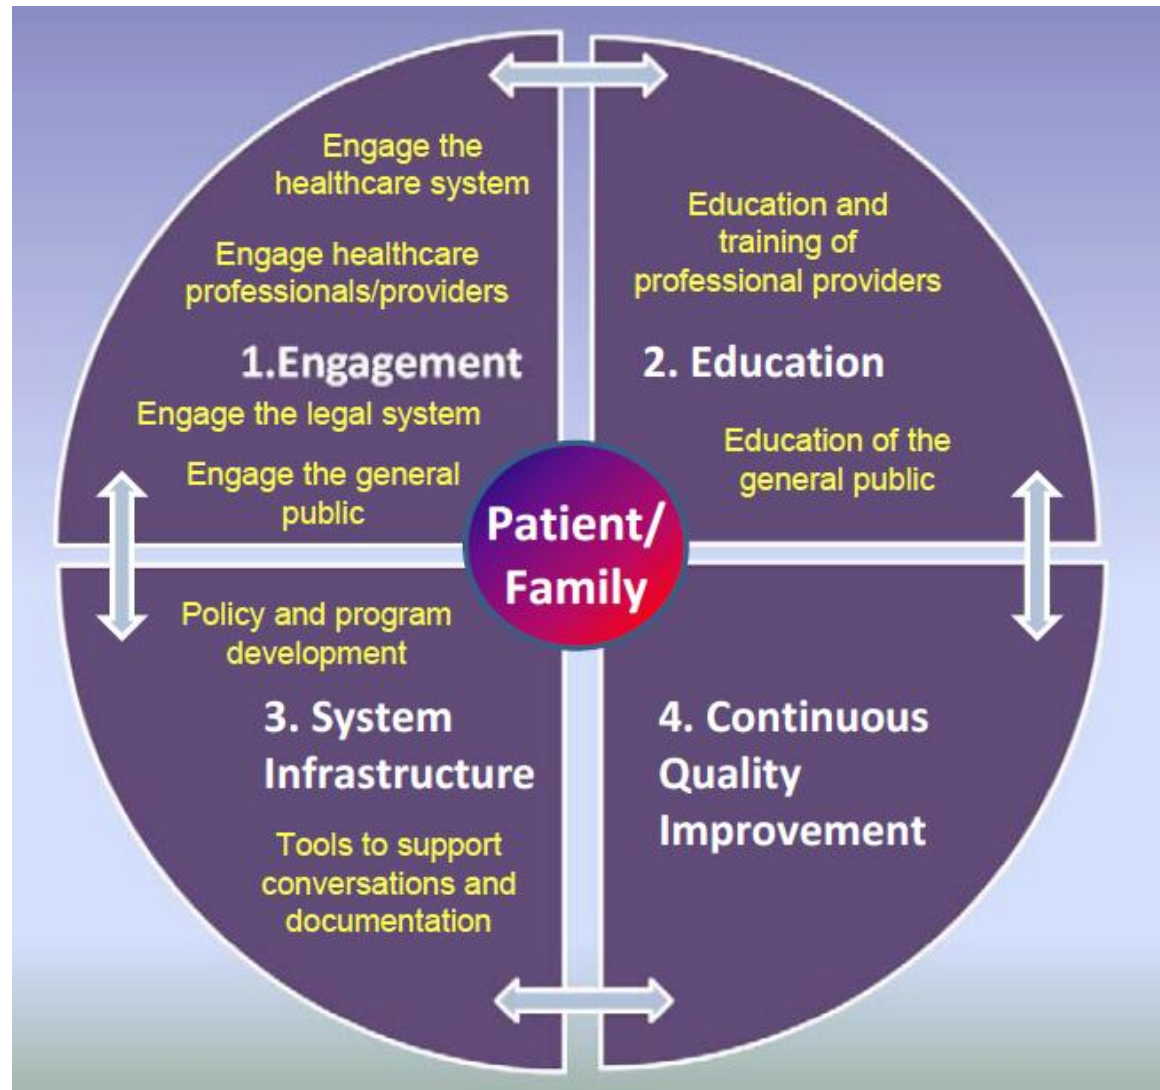 Engage the
healthcare system
Engage healthcare
professionals/providers
1.Engagement
Engage the legal system
Engage the general
public
Education and
training of
professional providers
2. Education
Education of the
general public
Patient/
Family
Policy and program
development
3. System
Infrastructure
Tools to support
conversations and
documentation
4. Continuous
Quality
Improvement